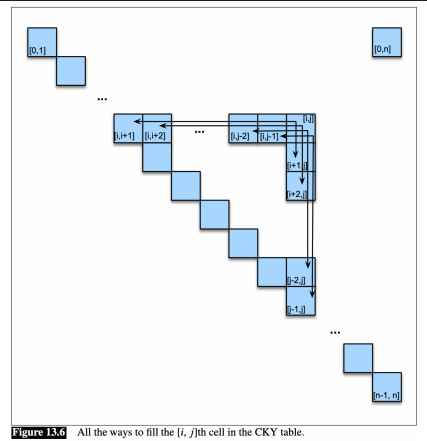 [0,1] [0,n]
...
[i,j]
[i,i+1] [i,i+2] ... [i,j-2] [i,j-1]
[i+1,j]
[i+2,j]
[j-2,j]
[j-1,j]
...
[n-1, n]
Figure 13.6 All the ways to fill the [i, j]th cell in the CKY table.